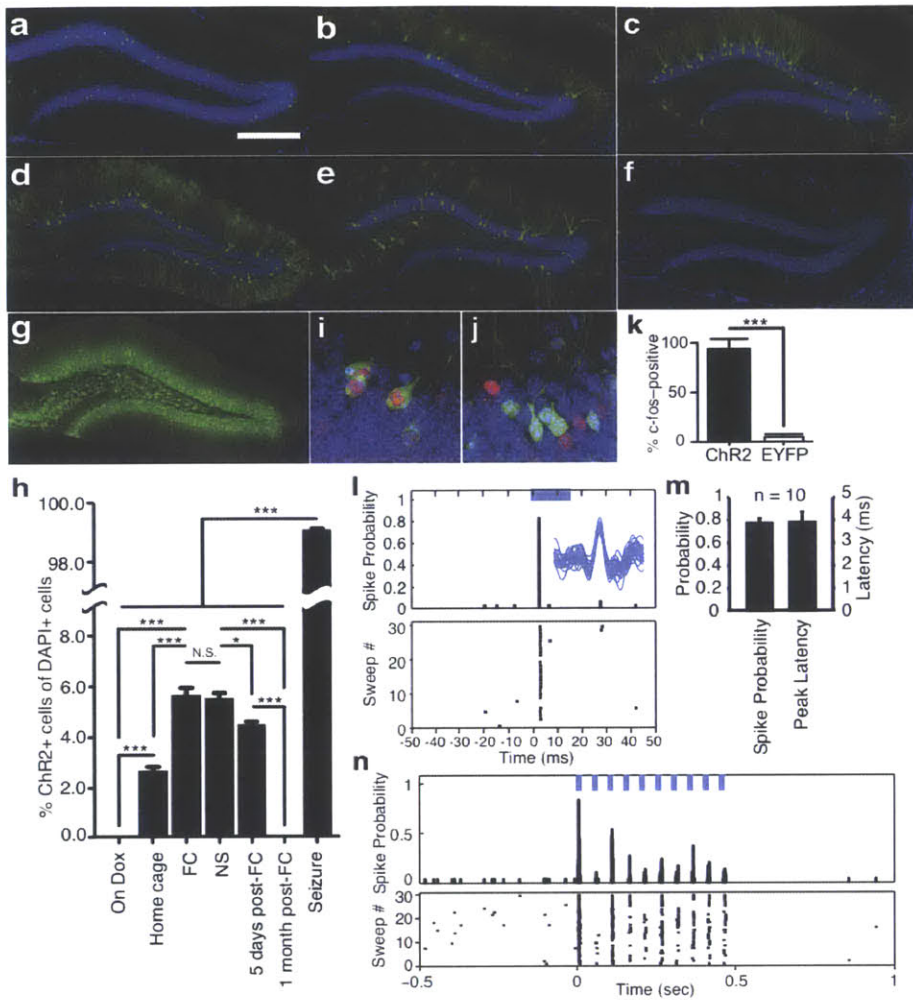 a
b
c
d
e
f
g
i
j
k
***
100
50
0
% c-fos–positive
ChR2
EYFP
h
% ChR2+ cells of DAPI+ cells
100.0
98.0
8.0
6.0
4.0
2.0
0.0
***
***
***
***
***
N.S.
*
***
On Dox
Home cage
FC
NS
5 days post-FC
1 month post-FC
Seizure
l
Spike Probability
1
0.8
0.6
0.4
0.2
0
Sweep #
30
20
10
0
-50 -40 -30 -20 -10 0 10 20 30 40 50
Time (ms)
m
n = 10
Probability
1
0.8
0.6
0.4
0.2
0
5
4
3
2
1
0
Latency (ms)
Spike Probability
Peak Latency
n
Spike Probability
1
0.5
0
Sweep #
30
20
10
0
-0.5 0 0.5 1
Time (sec)